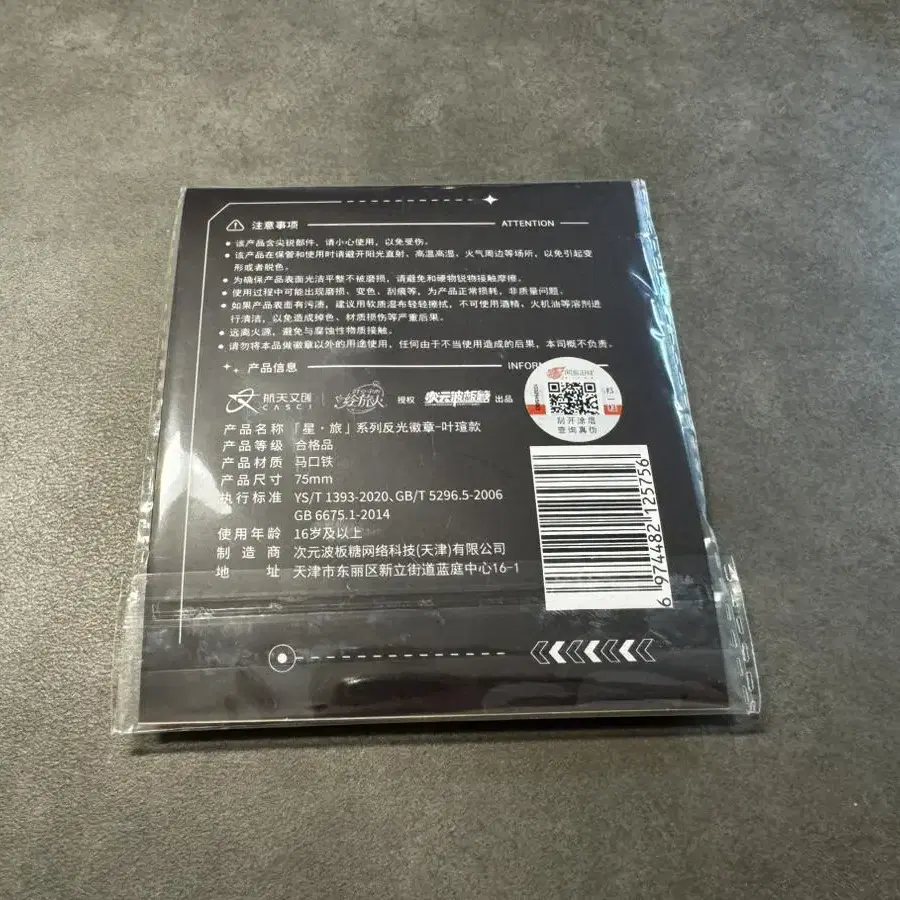 注意事项 ATTENTION
● 该产品含尖锐部件，请小心使用，以免受伤。
● 该产品在保管和使用时请避开阳光直射、高温高湿、火气周边等场所，以免引起变
形或者脱色。
● 为确保产品表面光洁平整不被磨损，请避免和硬物锐物接触摩擦。
● 使用过程中可能出现磨损、变色、刮痕等，为产品正常损耗，非质量问题。
● 如果产品表面有污渍，建议用软质湿布轻轻擦拭，不可使用酒精、火机油等溶剂进
行清洁，以免造成掉色、材质损伤等严重后果。
● 远离火源，避免与腐蚀性物质接触。
● 请勿将本品做徽章以外的用途使用，任何由于不当使用造成的后果，本司概不负责。
产品信息 INFOR
航天文创 CASCI 授权 次元波板糖 出品
刮开涂层
查询真伪
产品名称 「星·旅」系列反光徽章-叶瑄款
产品等级 合格品
产品材质 马口铁
产品尺寸 75mm
执行标准 YS/T 1393-2020、GB/T 5296.5-2006
GB 6675.1-2014
使用年龄 16岁及以上
制造商 次元波板糖网络科技(天津)有限公司
地址 天津市东丽区新立街道蓝庭中心16-1
6 974482 125756